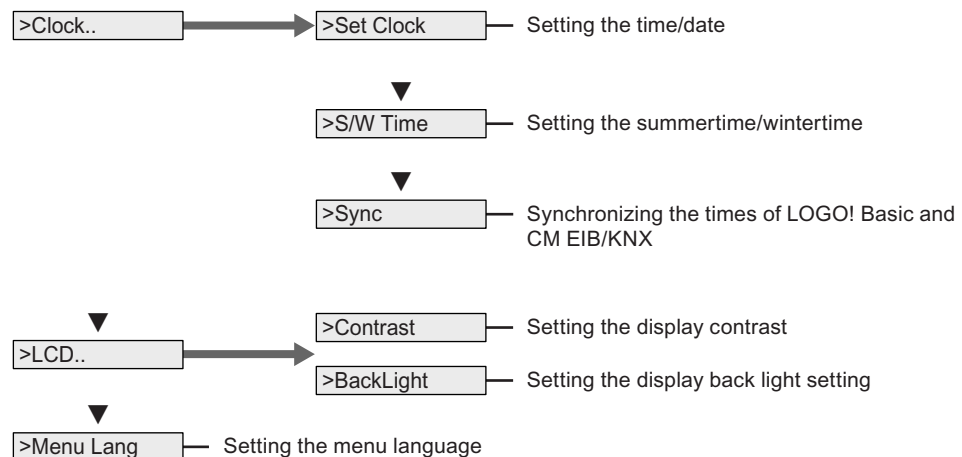 >Clock..
>Set Clock
Setting the time/date
>S/W Time
Setting the summertime/wintertime
>Sync
Synchronizing the times of LOGO! Basic and
CM EIB/KNX
>LCD..
>Contrast
Setting the display contrast
>BackLight
Setting the display back light setting
>Menu Lang
Setting the menu language